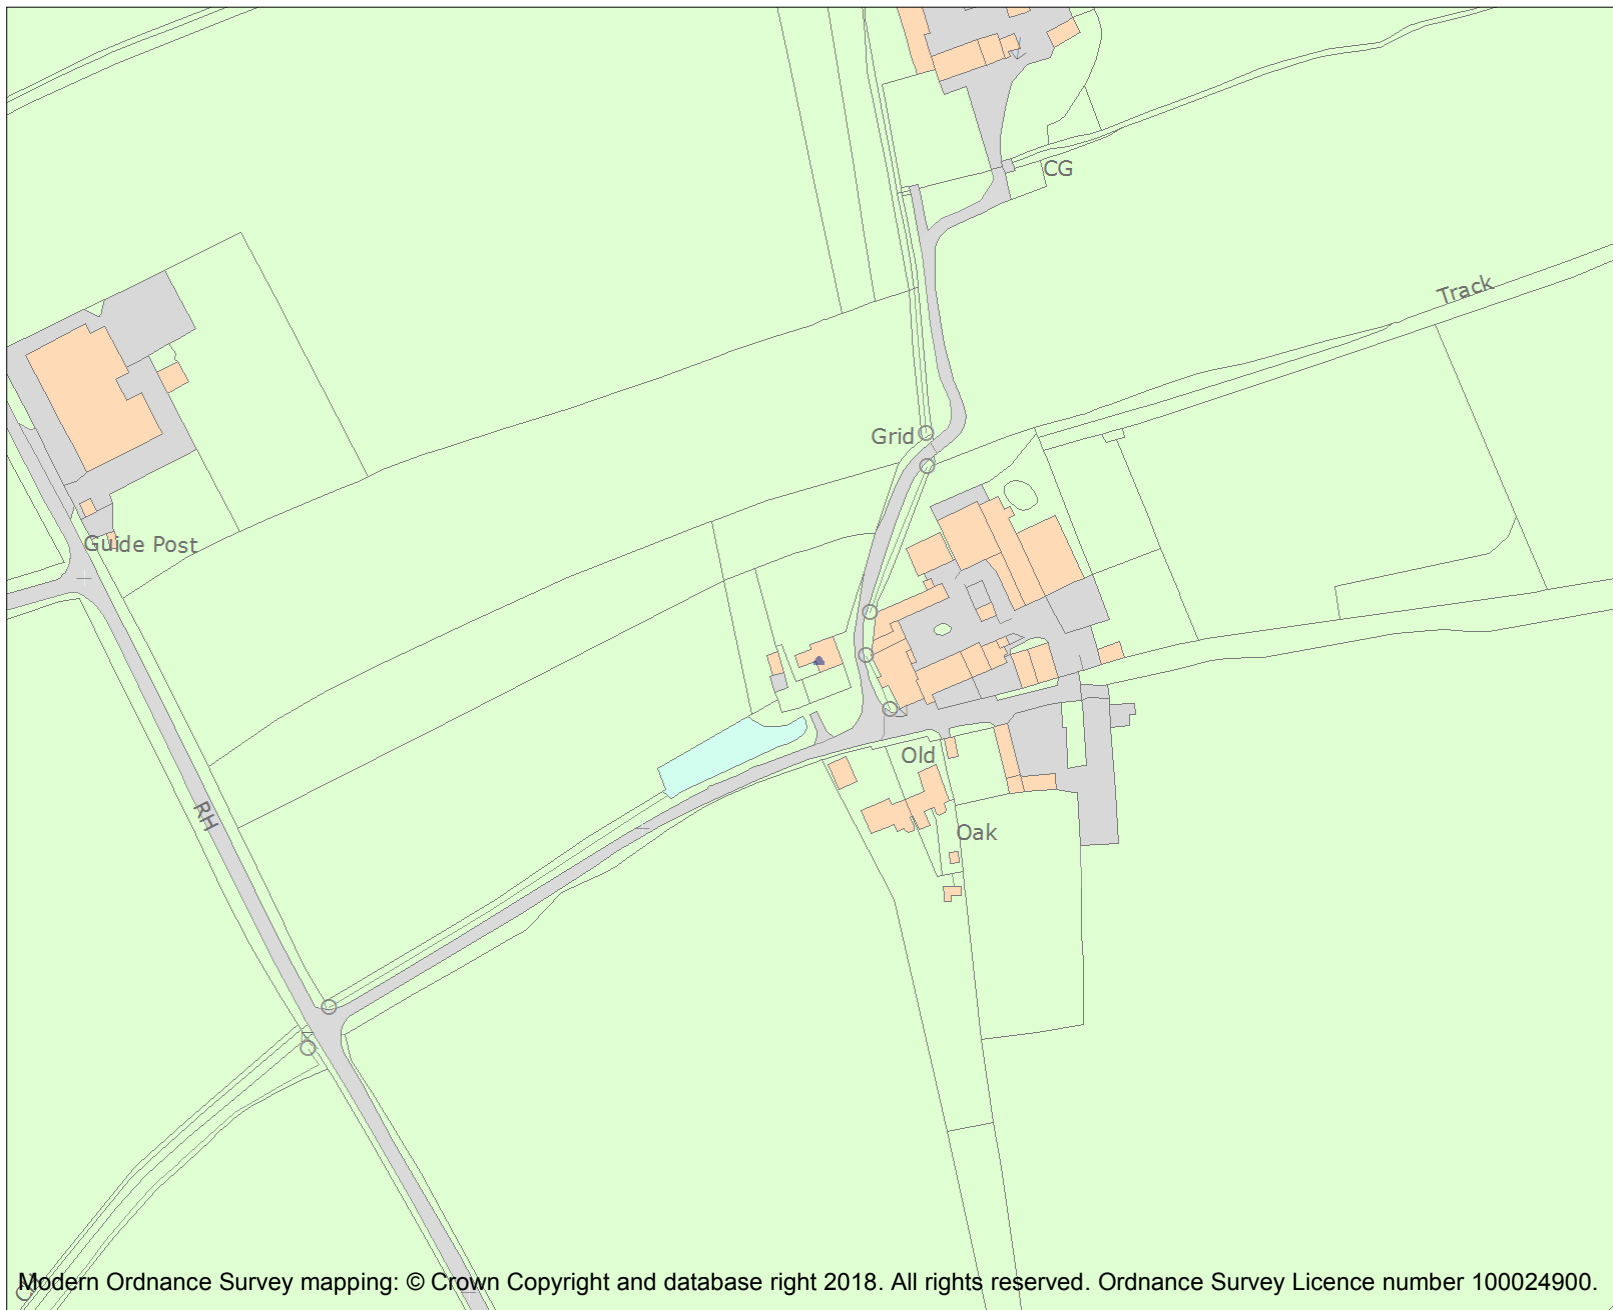 CG
Track
Grid
Guide Post
Old
RH
Oak
Modern Ordnance Survey mapping: © Crown Copyright and database right 2018. All rights reserved. Ordnance Survey Licence number 100024900.